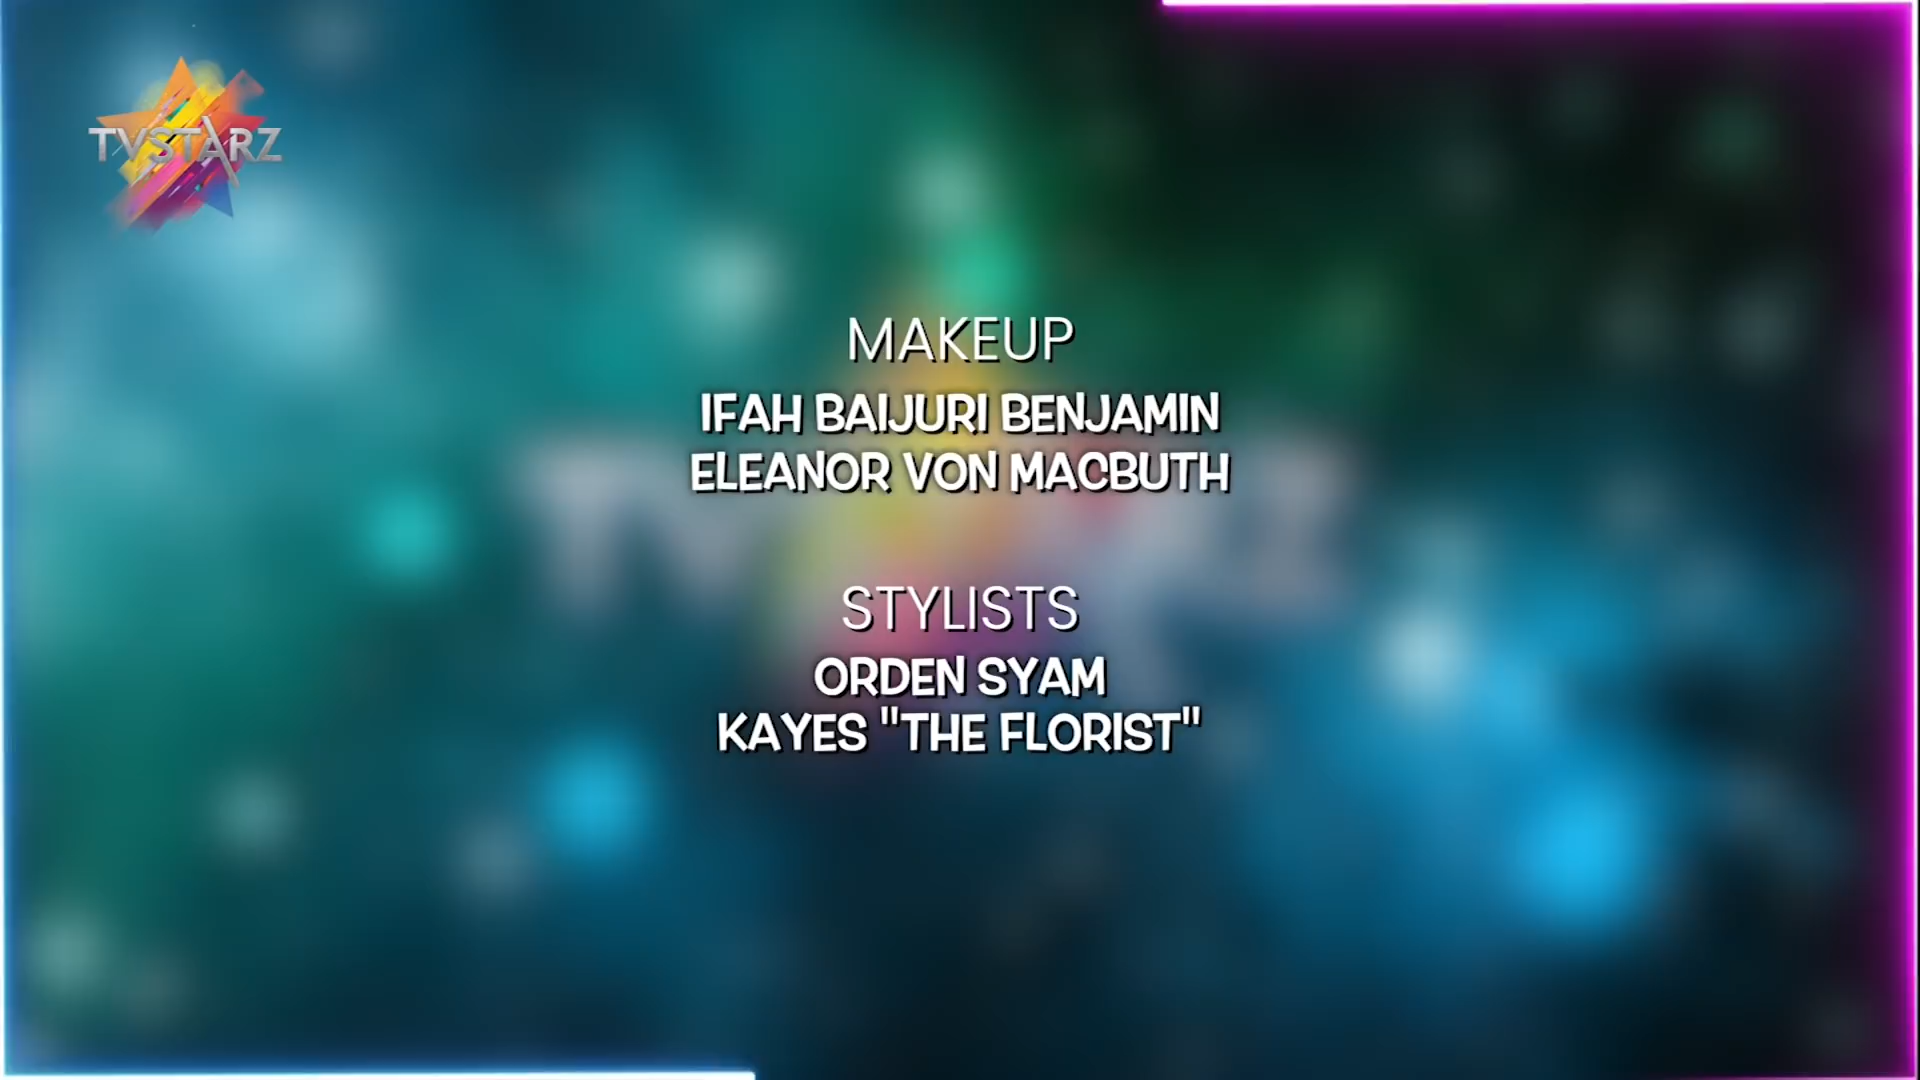 TVSTARZ
MAKEUP
IFAH BAIJURI BENJAMIN
ELEANOR VON MACBUTH
STYLISTS
ORDEN SYAM
KAYES "THE FLORIST"